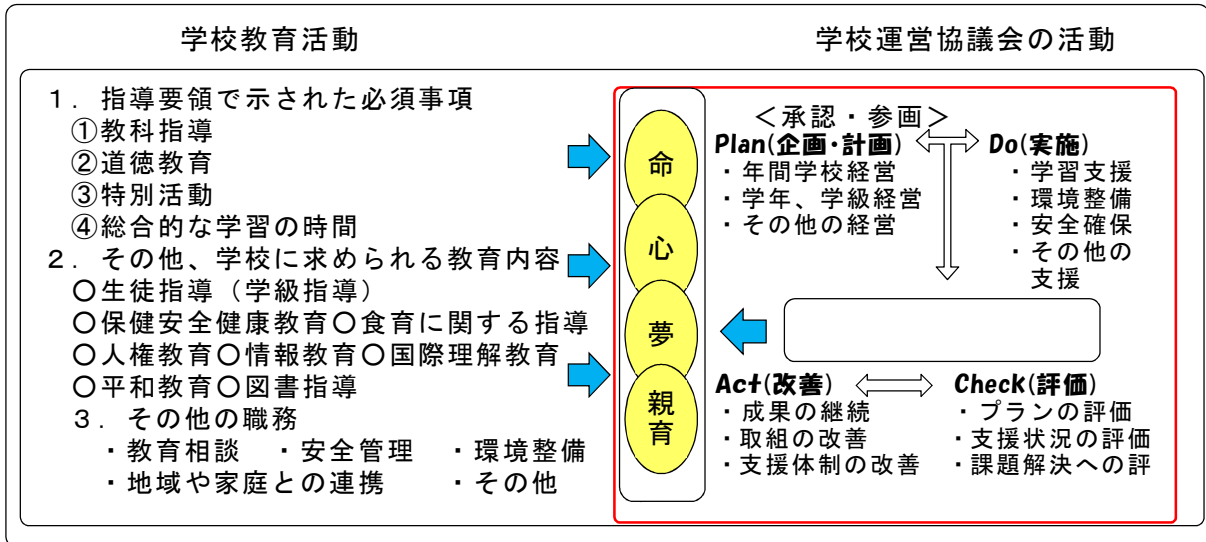 学校教育活動
学校運営協議会の活動
1．指導要領で示された必須事項
①教科指導
②道徳教育
③特別活動
④総合的な学習の時間
2．その他、学校に求められる教育内容
〇生徒指導（学級指導）
〇保健安全健康教育〇食育に関する指導
〇人権教育〇情報教育〇国際理解教育
〇平和教育〇図書指導
3．その他の職務
・教育相談　・安全管理　・環境整備
・地域や家庭との連携　・その他
命
心
夢
親育
＜承認・参画＞
Plan(企画･計画)
・年間学校経営
・学年、学級経営
・その他の経営
Do(実施)
・学習支援
・環境整備
・安全確保
・その他の
支援
Act(改善)
・成果の継続
・取組の改善
・支援体制の改善
Check(評価)
・プランの評価
・支援状況の評価
・課題解決への評